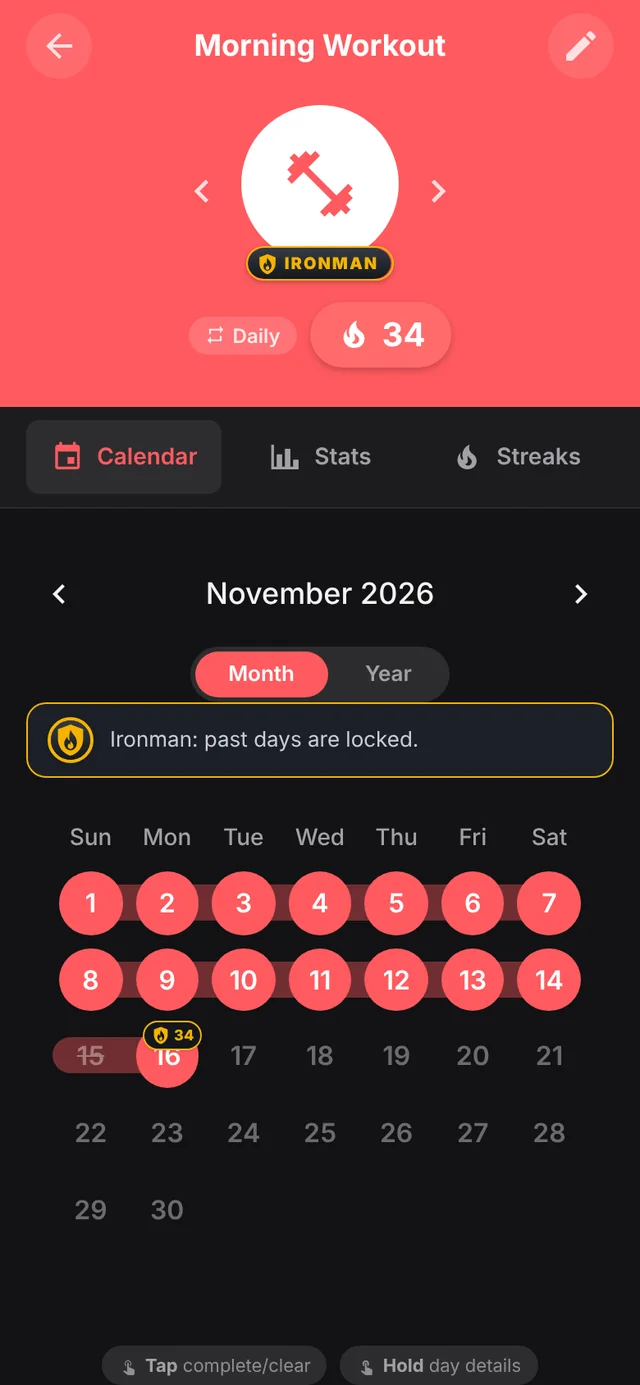 Morning Workout
IRONMAN
Daily
34
Calendar Stats Streaks
November 2026
Month Year
Ironman: past days are locked.
Sun Mon Tue Wed Thu Fri Sat
1 2 3 4 5 6 7
8 9 10 11 12 13 14
34
15 16 17 18 19 20 21
22 23 24 25 26 27 28
29 30
Tap complete/clear Hold day details